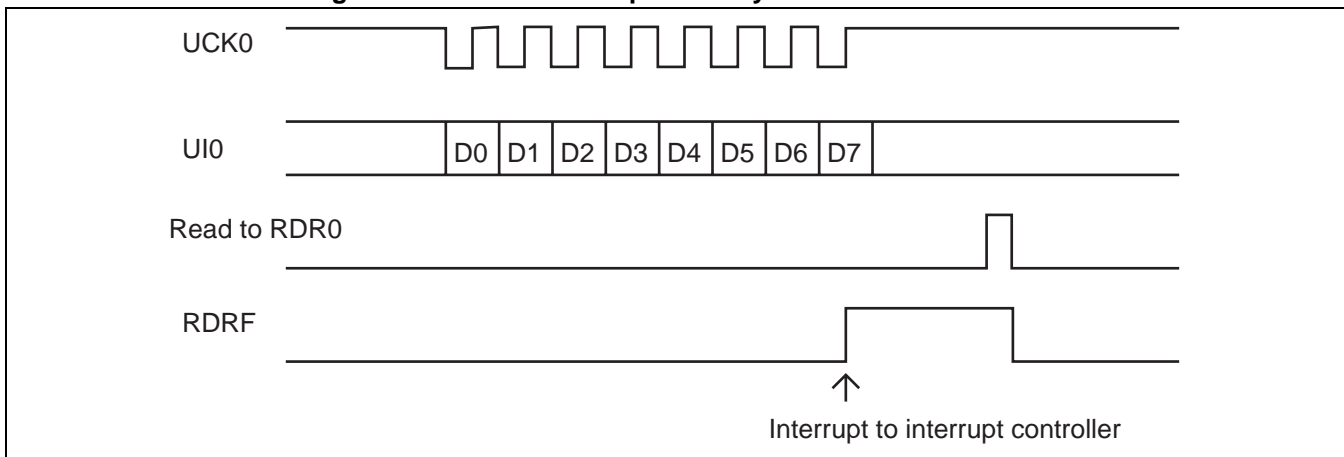 UCK0
UI0
D0 D1 D2 D3 D4 D5 D6 D7
Read to RDR0
RDRF
Interrupt to interrupt controller